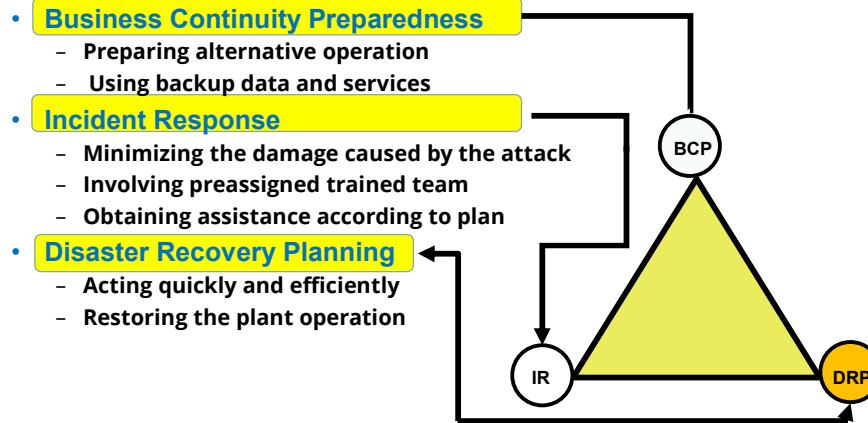 • Business Continuity Preparedness
– Preparing alternative operation
– Using backup data and services
• Incident Response
– Minimizing the damage caused by the attack
– Involving preassigned trained team
– Obtaining assistance according to plan
• Disaster Recovery Planning
– Acting quickly and efficiently
– Restoring the plant operation
BCP
IR
DRP